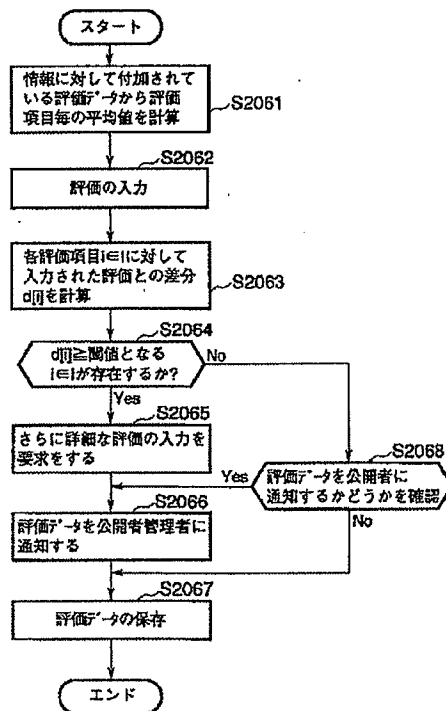 スタート
情報に対して付加されて
いる評価データから評価
項目毎の平均値を計算
S2061
S2062
評価の入力
各評価項目i∈Iに対して
入力された評価との差分
d[i]を計算
S2063
S2064
d[i]≧閾値となる
i∈Iが存在するか?
No
Yes
S2065
さらに詳細な評価の入力を
要求をする
S2068
評価データを公開者に
通知するかどうかを確認
Yes
No
S2066
評価データを公開者管理者に
通知する
S2067
評価データの保存
エンド